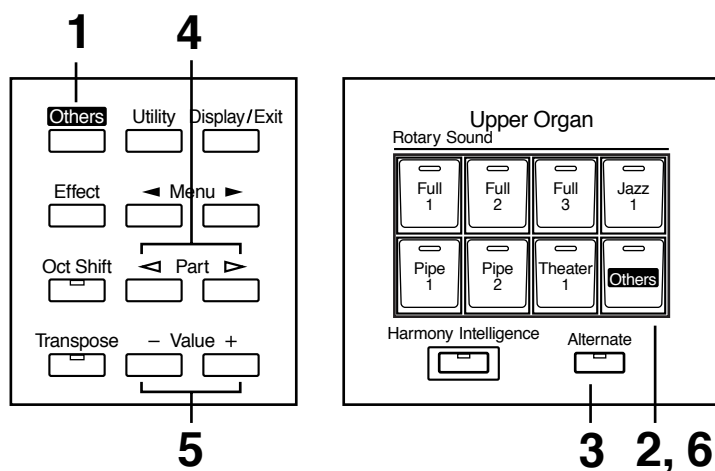 1 4
Others Utility Display/Exit
Effect ◄ Menu ►
Oct Shift ◁ Part ▷
Transpose − Value +
5
Upper Organ
Rotary Sound
Full 1 Full 2 Full 3 Jazz 1
Pipe 1 Pipe 2 Theater 1 Others
Harmony Intelligence Alternate
3 2, 6